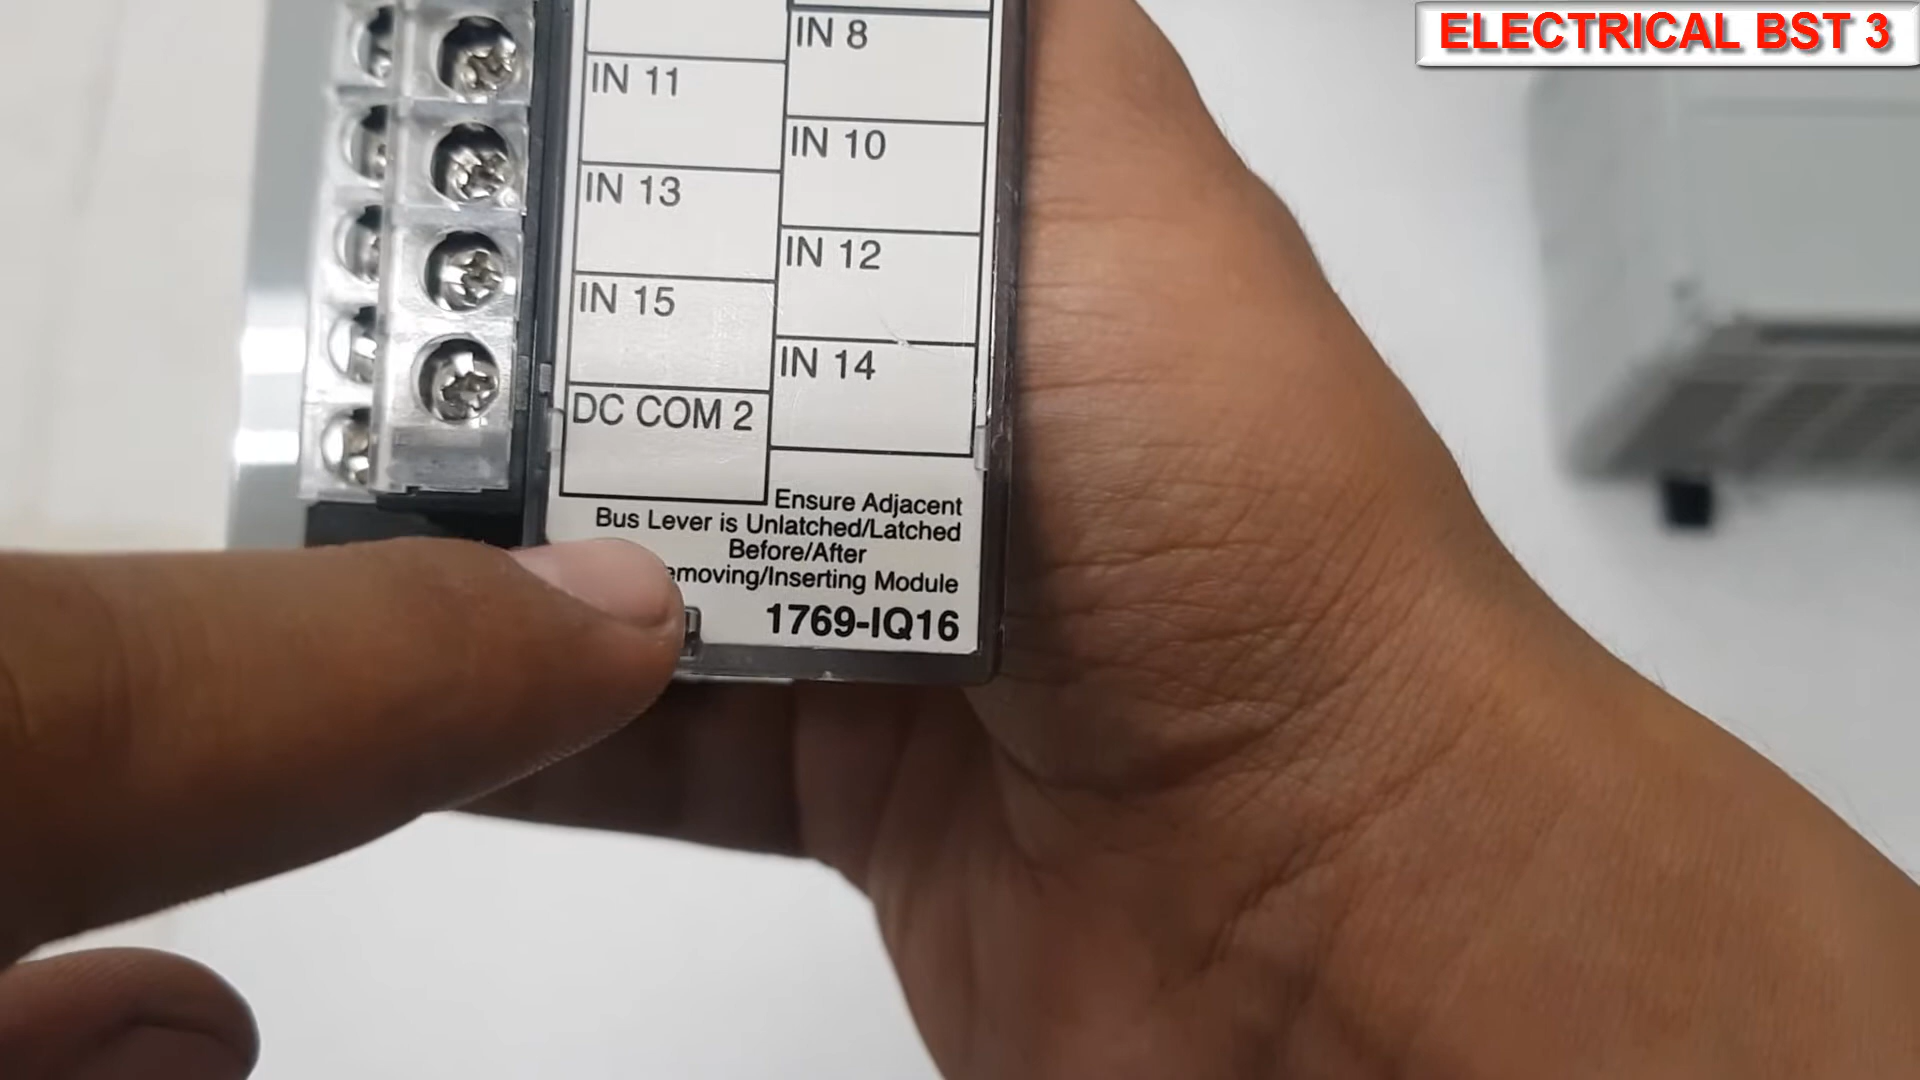 ELECTRICAL BST 3
IN 8
IN 11
IN 10
IN 13
IN 12
IN 15
IN 14
DC COM 2
Ensure Adjacent
Bus Lever is Unlatched/Latched
Before/After
emoving/Inserting Module
1769-IQ16